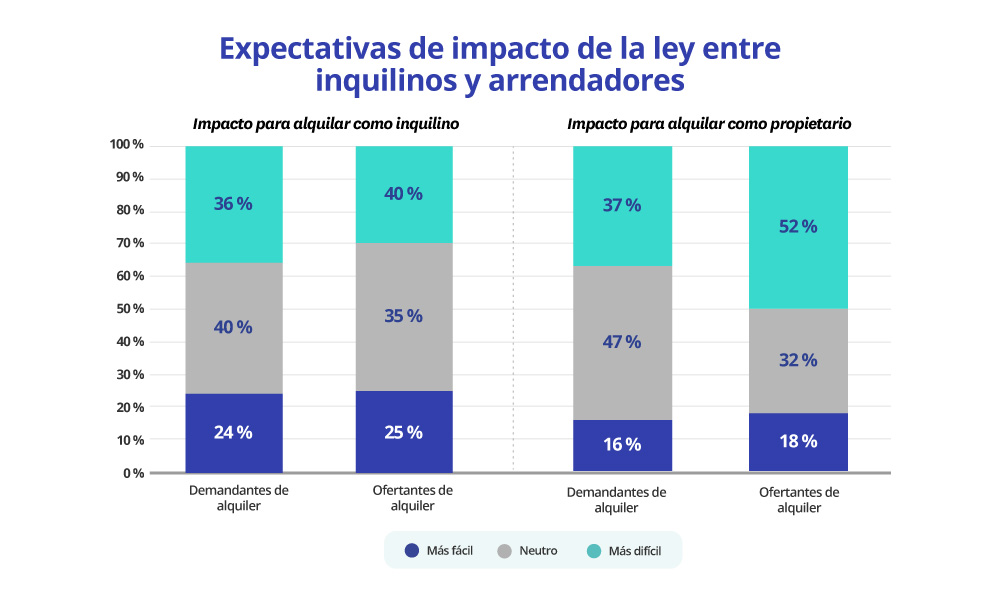 Expectativas de impacto de la ley entre
inquilinos y arrendadores
Impacto para alquilar como inquilino
Impacto para alquilar como propietario
100 %
90 %
80 %
70 %
60 %
50 %
40 %
30 %
20 %
10 %
0 %
36 %
40 %
24 %
40 %
35 %
25 %
37 %
47 %
16 %
52 %
32 %
18 %
Demandantes de
alquiler
Ofertantes de
alquiler
Demandantes de
alquiler
Ofertantes de
alquiler
Más fácil
Neutro
Más difícil